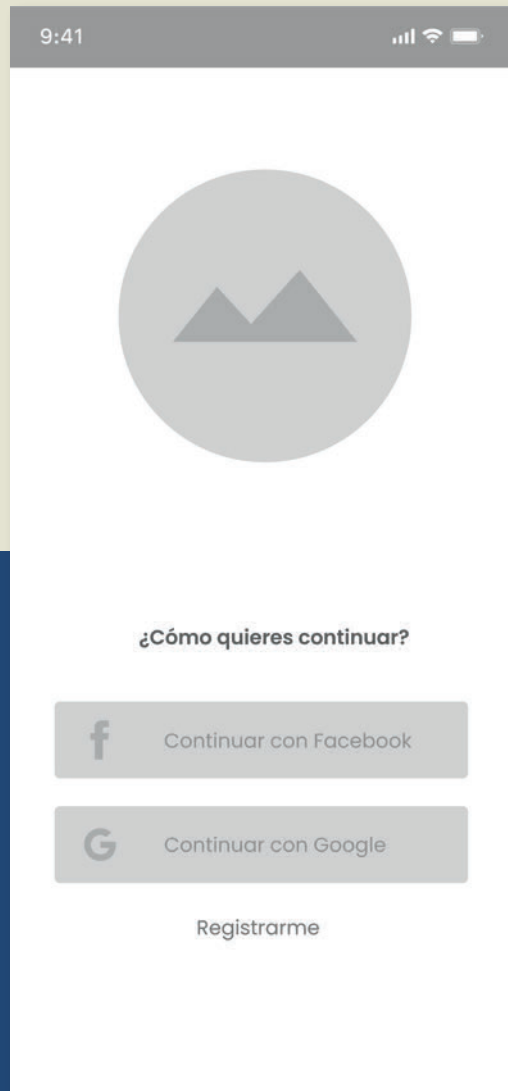 9:41
¿Cómo quieres continuar?
Continuar con Facebook
Continuar con Google
Registrarme